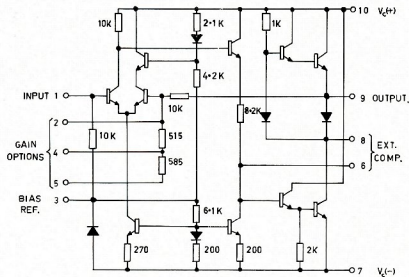 10K
2·1K
1K
10 Vc(+)
4·2K
INPUT 1
10K
9 OUTPUT.
8·2K
2
10K
515
8
GAIN
OPTIONS
4
EXT.
COMP.
585
6
5
BIAS
REF.
3
6·1K
270
200
200
2K
7 Vc(−)